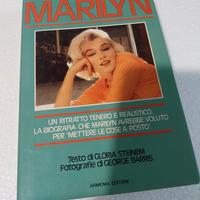 MARILYN
UN RITRATTO TENERO E REALISTICO.
LA BIOGRAFIA CHE MARILYN AVREBBE VOLUTO
PER "METTERE LE COSE A POSTO"
Testo di GLORIA STEINEM
Fotografie di GEORGE BARRIS
ARMENIA EDITORE